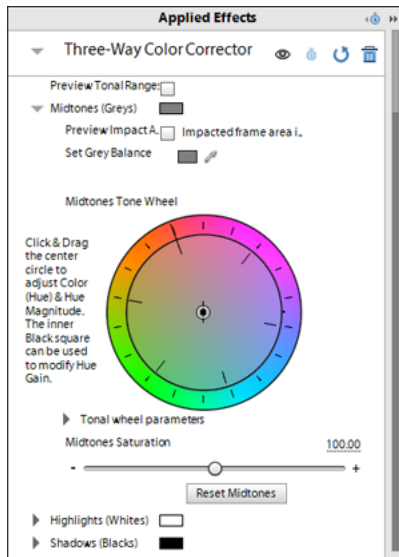 Applied Effects
Three-Way Color Corrector
Preview Tonal Range:
Midtones (Greys)
Preview Impact A.. Impacted frame area i..
Set Grey Balance
Midtones Tone Wheel
Click & Drag
the center
circle to
adjust Color
(Hue) & Hue
Magnitude.
The inner
Black square
can be used
to modify Hue
Gain.
Tonal wheel parameters
Midtones Saturation 100.00
- +
Reset Midtones
Highlights (Whites)
Shadows (Blacks)